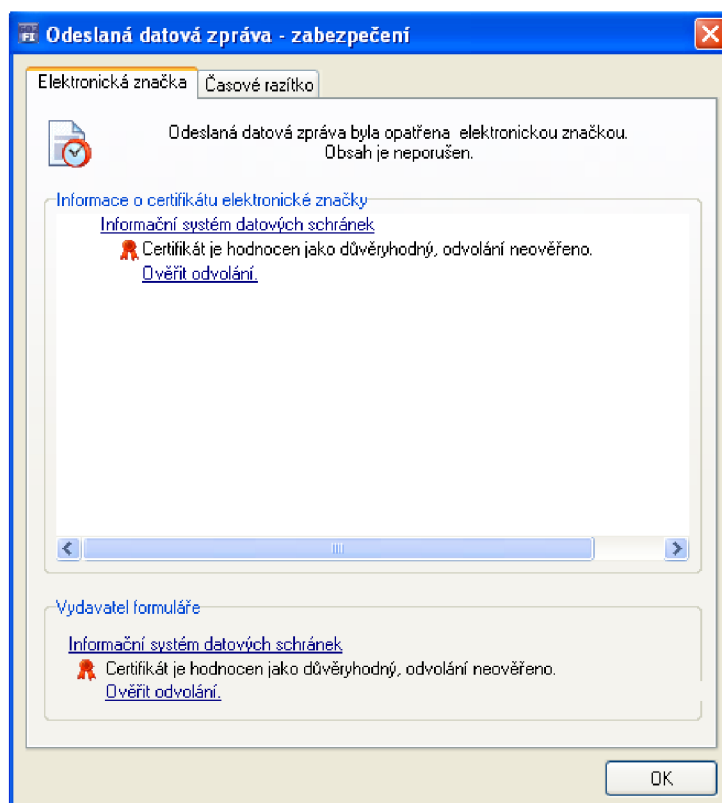 Odeslaná datová zpráva - zabezpečení
Elektronická značka
Časové razítko
Odeslaná datová zpráva byla opatřena elektronickou značkou.
Obsah je neporušen.
Informace o certifikátu elektronické značky
Informační systém datových schránek
Certifikát je hodnocen jako důvěryhodný, odvolání neověřeno.
Ověřit odvolání.
Vydavatel formuláře
Informační systém datových schránek
Certifikát je hodnocen jako důvěryhodný, odvolání neověřeno.
Ověřit odvolání.
OK